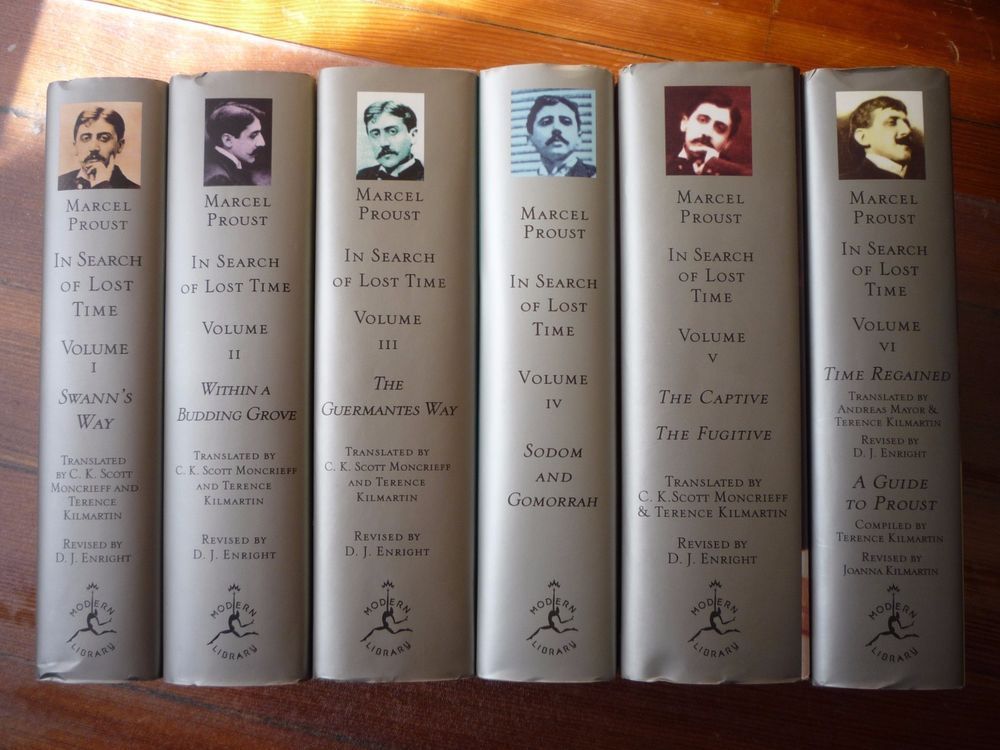 MARCEL
PROUST
IN SEARCH
OF LOST
TIME
VOLUME
I
SWANN'S
WAY
TRANSLATED
BY C. K. SCOTT
MONCRIEFF AND
TERENCE
KILMARTIN
REVISED BY
D. J. ENRIGHT
MODERN
LIBRARY
MARCEL
PROUST
IN SEARCH
OF LOST TIME
VOLUME
II
WITHIN A
BUDDING GROVE
TRANSLATED BY
C. K. SCOTT MONCRIEFF
AND TERENCE
KILMARTIN
REVISED BY
D. J. ENRIGHT
MODERN
LIBRARY
MARCEL
PROUST
IN SEARCH
OF LOST TIME
VOLUME
III
THE
GUERMANTES WAY
TRANSLATED BY
C. K. SCOTT MONCRIEFF
AND TERENCE
KILMARTIN
REVISED BY
D. J. ENRIGHT
MODERN
LIBRARY
MARCEL
PROUST
IN SEARCH
OF LOST
TIME
VOLUME
IV
SODOM
AND
GOMORRAH
MODERN
LIBRARY
MARCEL
PROUST
IN SEARCH
OF LOST
TIME
VOLUME
V
THE CAPTIVE
THE FUGITIVE
TRANSLATED BY
C. K. SCOTT MONCRIEFF
& TERENCE KILMARTIN
REVISED BY
D. J. ENRIGHT
MODERN
LIBRARY
MARCEL
PROUST
IN SEARCH
OF LOST
TIME
VOLUME
VI
TIME REGAINED
TRANSLATED BY
ANDREAS MAYOR &
TERENCE KILMARTIN
REVISED BY
D. J. ENRIGHT
A GUIDE
TO PROUST
COMPILED BY
TERENCE KILMARTIN
REVISED BY
JOANNA KILMARTIN
MODERN
LIBRARY